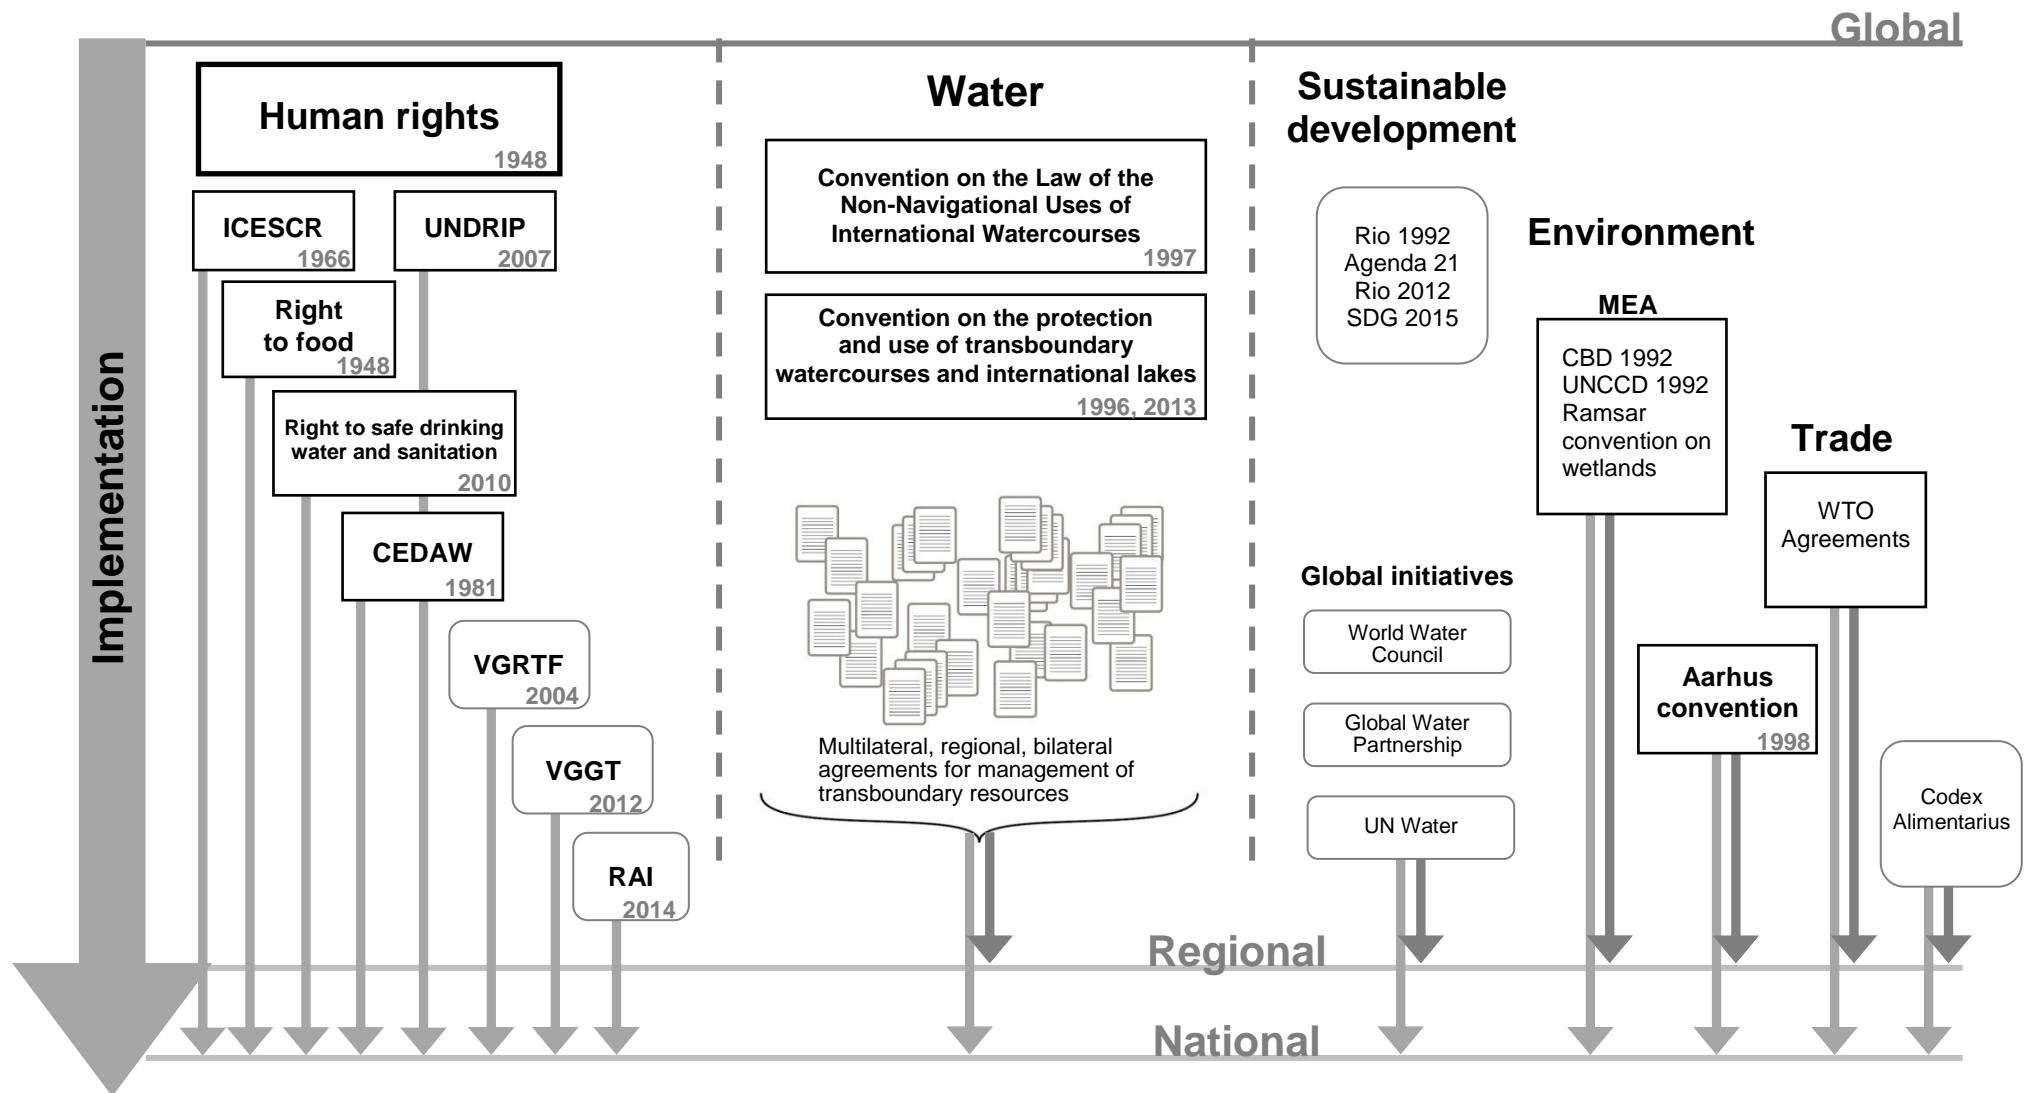 Global
Implementation
Human rights
1948
ICESCR
1966
UNDRIP
2007
Right
to food
1948
Right to safe drinking
water and sanitation
2010
CEDAW
1981
VGRTF
2004
VGGT
2012
RAI
2014
Water
Convention on the Law of the
Non-Navigational Uses of
International Watercourses
1997
Convention on the protection
and use of transboundary
watercourses and international lakes
1996, 2013
Multilateral, regional, bilateral
agreements for management of
transboundary resources
Sustainable
development
Rio 1992
Agenda 21
Rio 2012
SDG 2015
Global initiatives
World Water
Council
Global Water
Partnership
UN Water
Environment
MEA
CBD 1992
UNCCD 1992
Ramsar
convention on
wetlands
Aarhus
convention
1998
Trade
WTO
Agreements
Codex
Alimentarius
Regional
National